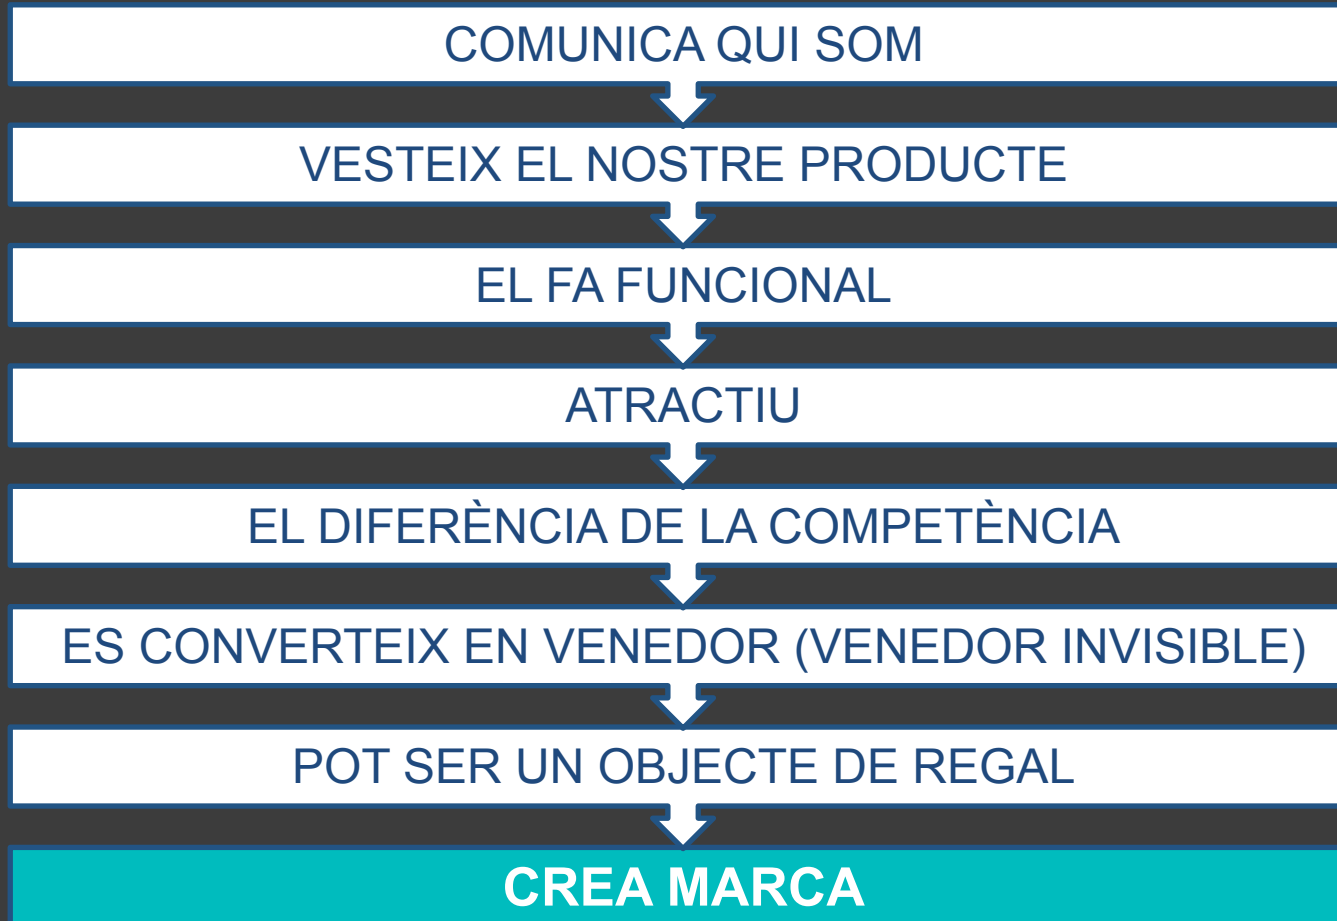 COMUNICA QUI SOM
VESTEIX EL NOSTRE PRODUCTE
EL FA FUNCIONAL
ATRACTIU
EL DIFERÈNCIA DE LA COMPETÈNCIA
ES CONVERTEIX EN VENEDOR (VENEDOR INVISIBLE)
POT SER UN OBJECTE DE REGAL
CREA MARCA